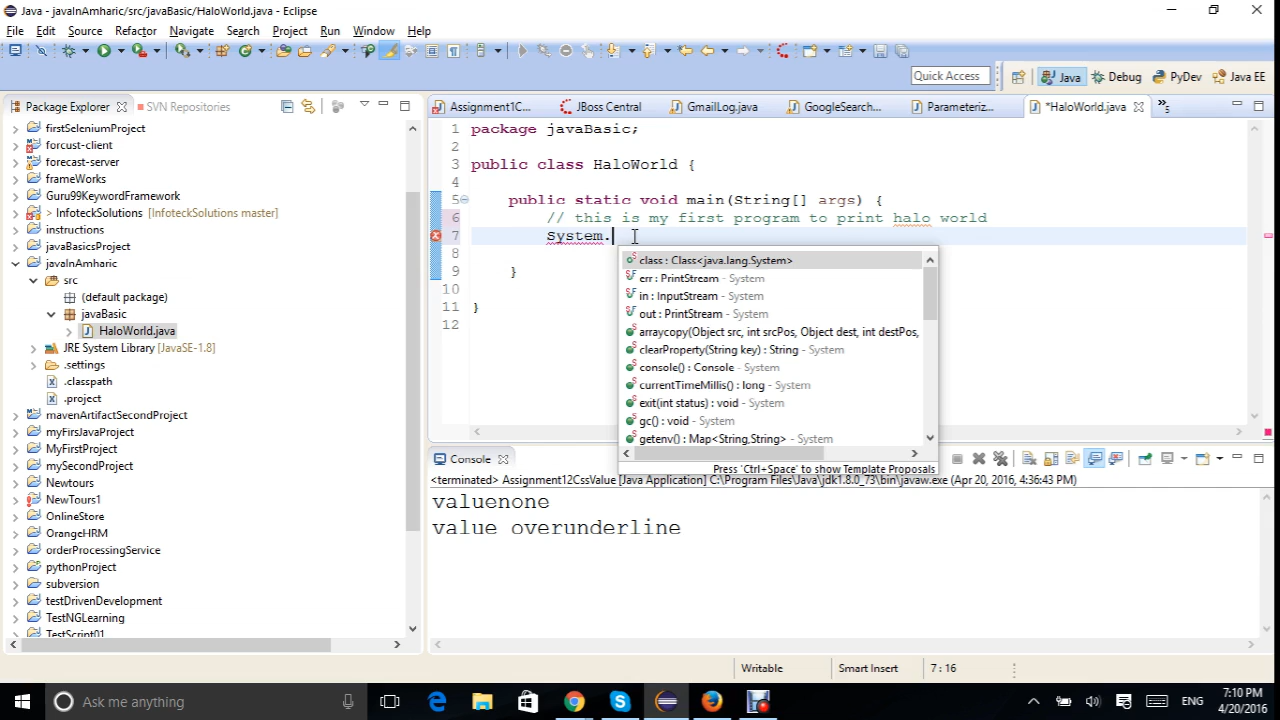 Java - javaInAmharic/src/javaBasic/HaloWorld.java - Eclipse
File Edit Source Refactor Navigate Search Project Run Window Help
Quick Access Java Debug PyDev Java EE
Package Explorer SVN Repositories
firstSeleniumProject
forcust-client
forecast-server
frameWorks
Guru99KeywordFramework
> InfoteckSolutions [InfoteckSolutions master]
instructions
javaBasicsProject
javaInAmharic
src
(default package)
javaBasic
HaloWorld.java
JRE System Library [JavaSE-1.8]
.settings
.classpath
.project
mavenArtifactSecondProject
myFirsJavaProject
MyFirstProject
mySecondProject
Newtours
NewTours1
OnlineStore
OrangeHRM
orderProcessingService
pythonProject
subversion
testDrivenDevelopment
TestNGLearning
TestScript01
Assignment1C... JBoss Central GmailLog.java GoogleSearch... Parameteriz... *HaloWorld.java »5
1 package javaBasic;
2
3 public class HaloWorld {
4
5 public static void main(String[] args) {
6 // this is my first program to print halo world
7 System.
8
9 }
10
11 }
12
class : Class<java.lang.System>
err : PrintStream - System
in : InputStream - System
out : PrintStream - System
arraycopy(Object src, int srcPos, Object dest, int destPos,
clearProperty(String key) : String - System
console() : Console - System
currentTimeMillis() : long - System
exit(int status) : void - System
gc() : void - System
getenv() : Map<String,String> - System
Press 'Ctrl+Space' to show Template Proposals
Console
<terminated> Assignment12CssValue [Java Application] C:\Program Files\Java\jdk1.8.0_73\bin\javaw.exe (Apr 20, 2016, 4:36:43 PM)
valuenone
value overunderline
Writable Smart Insert 7 : 16
Ask me anything
ENG
7:10 PM
4/20/2016